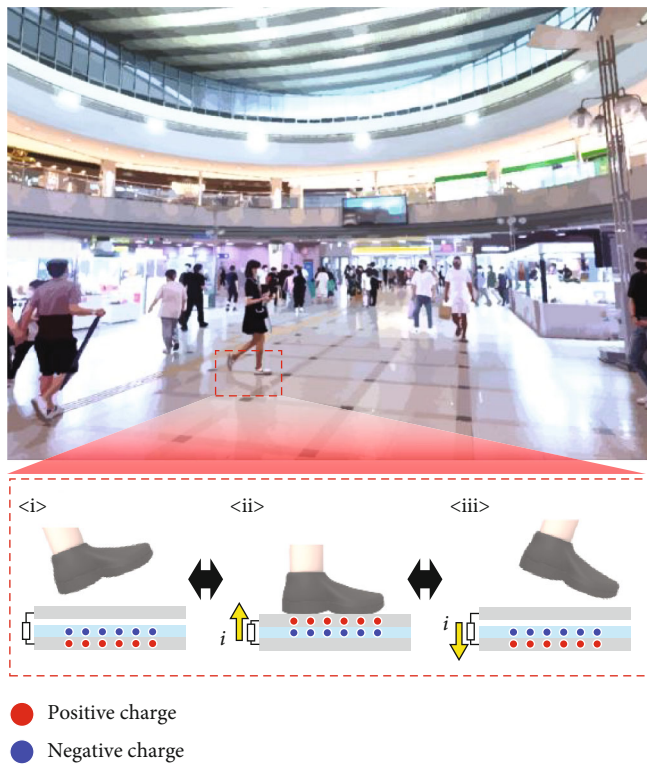 <i>
<ii>
<iii>
i
i
Positive charge
Negative charge